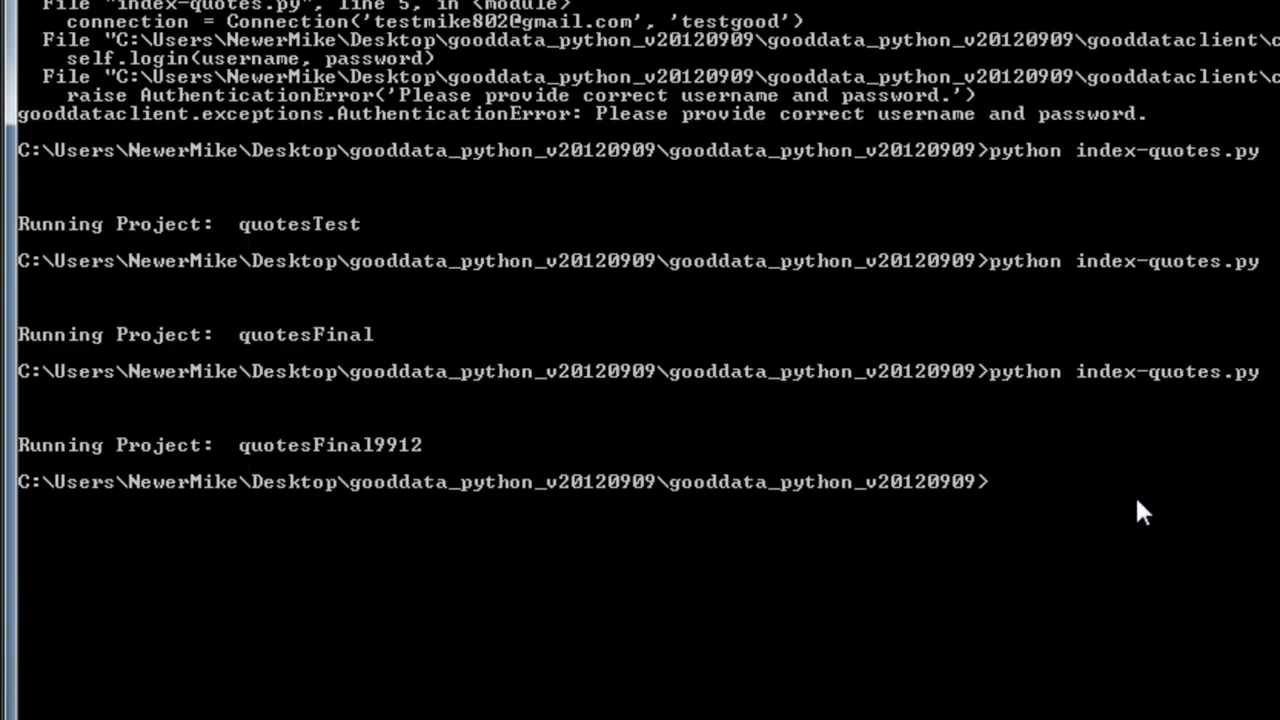 File "index-quotes.py", line 5, in <module>
connection = Connection('testmike802@gmail.com', 'testgood')
File "C:\Users\NewerMike\Desktop\gooddata_python_v20120909\gooddata_python_v20120909\gooddataclient\c
self.login(username, password)
File "C:\Users\NewerMike\Desktop\gooddata_python_v20120909\gooddata_python_v20120909\gooddataclient\c
raise AuthenticationError('Please provide correct username and password.')
gooddataclient.exceptions.AuthenticationError: Please provide correct username and password.
C:\Users\NewerMike\Desktop\gooddata_python_v20120909\gooddata_python_v20120909>python index-quotes.py
Running Project:  quotesTest
C:\Users\NewerMike\Desktop\gooddata_python_v20120909\gooddata_python_v20120909>python index-quotes.py
Running Project:  quotesFinal
C:\Users\NewerMike\Desktop\gooddata_python_v20120909\gooddata_python_v20120909>python index-quotes.py
Running Project:  quotesFinal9912
C:\Users\NewerMike\Desktop\gooddata_python_v20120909\gooddata_python_v20120909>